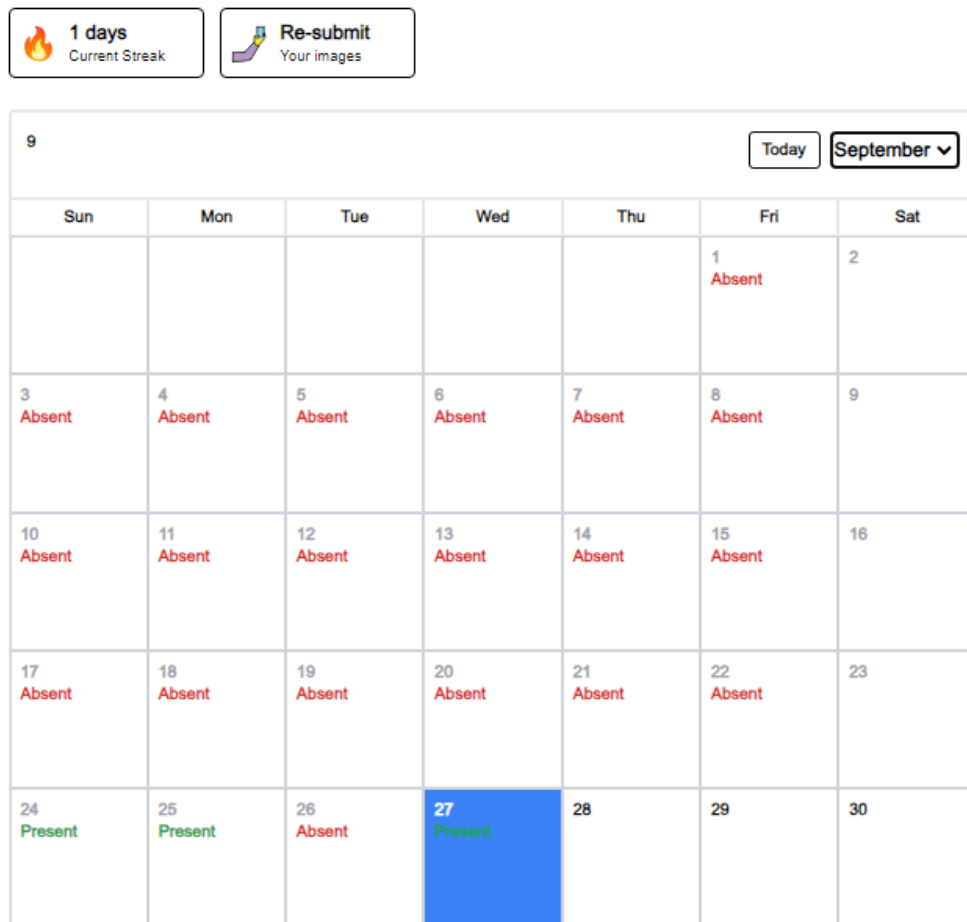 1 days
Current Streak
Re-submit
Your images
9
Today
September
Sun Mon Tue Wed Thu Fri Sat
1 2
Absent
3 4 5 6 7 8 9
Absent Absent Absent Absent Absent Absent
10 11 12 13 14 15 16
Absent Absent Absent Absent Absent Absent
17 18 19 20 21 22 23
Absent Absent Absent Absent Absent Absent
24 25 26 27 28 29 30
Present Present Absent Present